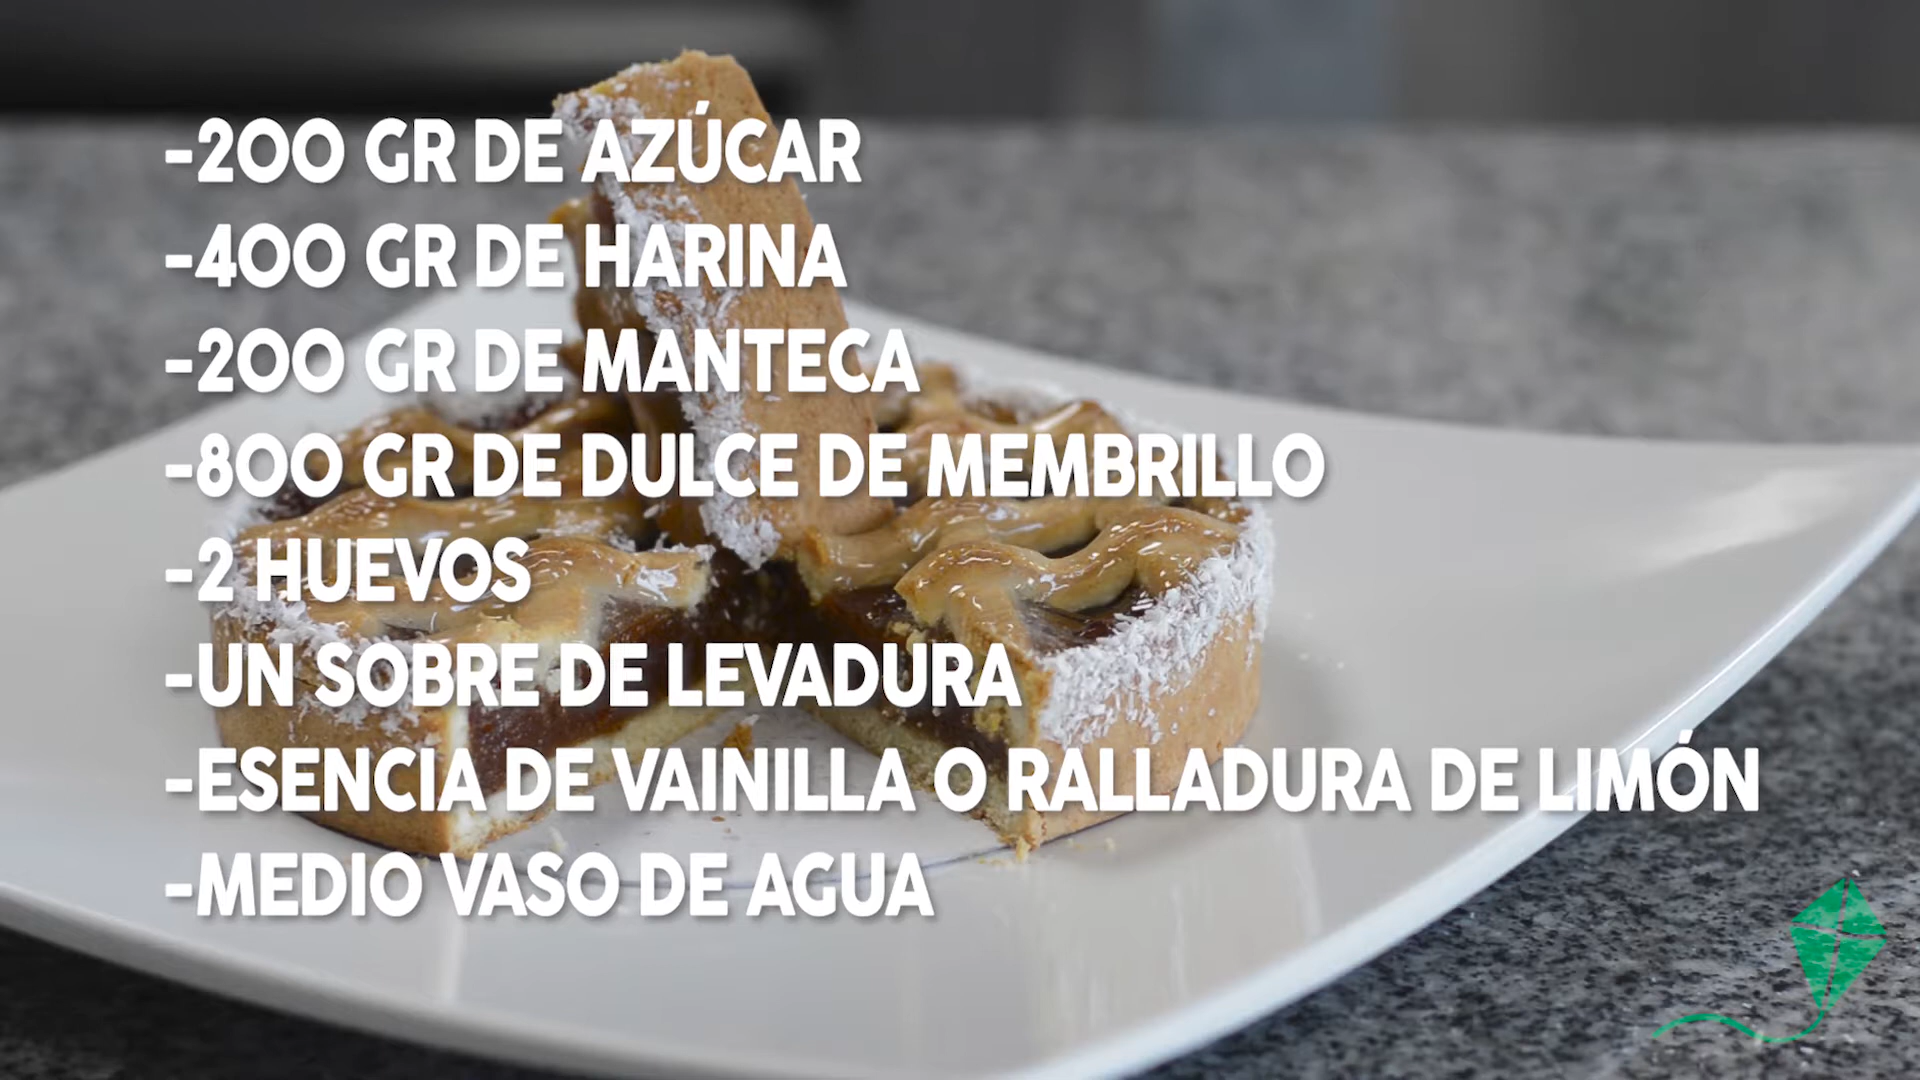 -200 GR DE AZÚCAR
-400 GR DE HARINA
-200 GR DE MANTECA
-800 GR DE DULCE DE MEMBRILLO
-2 HUEVOS
-UN SOBRE DE LEVADURA
-ESENCIA DE VAINILLA O RALLADURA DE LIMÓN
-MEDIO VASO DE AGUA